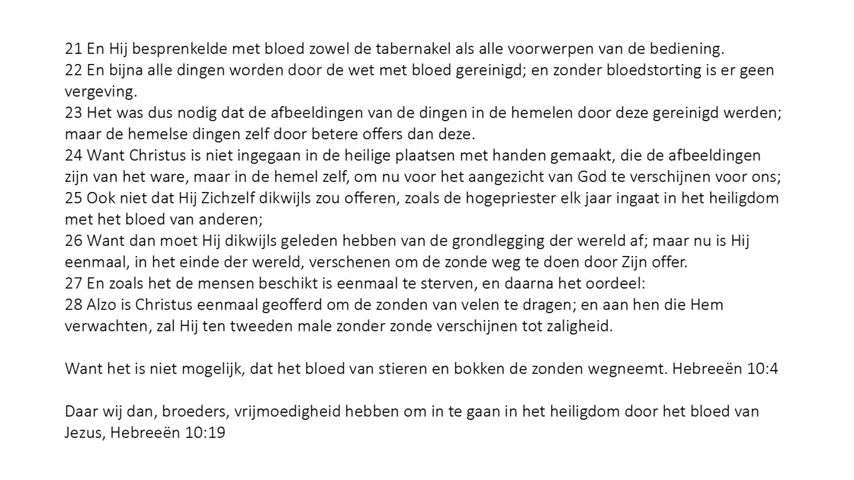 21 En Hij besprenkelde met bloed zowel de tabernakel als alle voorwerpen van de bediening.
22 En bijna alle dingen worden door de wet met bloed gereinigd; en zonder bloedstorting is er geen
vergeving.
23 Het was dus nodig dat de afbeeldingen van de dingen in de hemelen door deze gereinigd werden;
maar de hemelse dingen zelf door betere offers dan deze.
24 Want Christus is niet ingegaan in de heilige plaatsen met handen gemaakt, die de afbeeldingen
zijn van het ware, maar in de hemel zelf, om nu voor het aangezicht van God te verschijnen voor ons;
25 Ook niet dat Hij Zichzelf dikwijls zou offeren, zoals de hogepriester elk jaar ingaat in het heiligdom
met het bloed van anderen;
26 Want dan moet Hij dikwijls geleden hebben van de grondlegging der wereld af; maar nu is Hij
eenmaal, in het einde der wereld, verschenen om de zonde weg te doen door Zijn offer.
27 En zoals het de mensen beschikt is eenmaal te sterven, en daarna het oordeel:
28 Alzo is Christus eenmaal geofferd om de zonden van velen te dragen; en aan hen die Hem
verwachten, zal Hij ten tweeden male zonder zonde verschijnen tot zaligheid.
Want het is niet mogelijk, dat het bloed van stieren en bokken de zonden wegneemt. Hebreeën 10:4
Daar wij dan, broeders, vrijmoedigheid hebben om in te gaan in het heiligdom door het bloed van
Jezus, Hebreeën 10:19